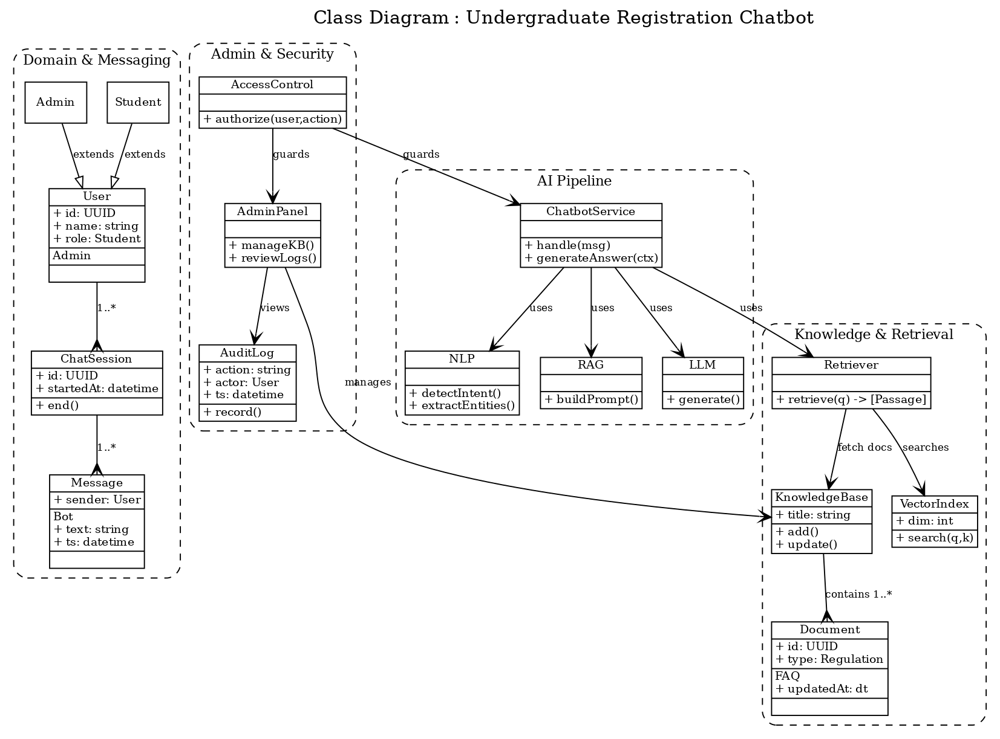 Class Diagram : Undergraduate Registration Chatbot
Domain & Messaging
Admin
Student
extends
extends
User
+ id: UUID
+ name: string
+ role: Student
Admin
1..*
ChatSession
+ id: UUID
+ startedAt: datetime
+ end()
1..*
Message
+ sender: User
Bot
+ text: string
+ ts: datetime
Admin & Security
AccessControl
+ authorize(user,action)
guards
guards
AdminPanel
+ manageKB()
+ reviewLogs()
views
manages
AuditLog
+ action: string
+ actor: User
+ ts: datetime
+ record()
AI Pipeline
ChatbotService
+ handle(msg)
+ generateAnswer(ctx)
uses
uses
uses
uses
NLP
+ detectIntent()
+ extractEntities()
RAG
+ buildPrompt()
LLM
+ generate()
Knowledge & Retrieval
Retriever
+ retrieve(q) -> [Passage]
fetch docs
searches
KnowledgeBase
+ title: string
+ add()
+ update()
VectorIndex
+ dim: int
+ search(q,k)
contains 1..*
Document
+ id: UUID
+ type: Regulation
FAQ
+ updatedAt: dt